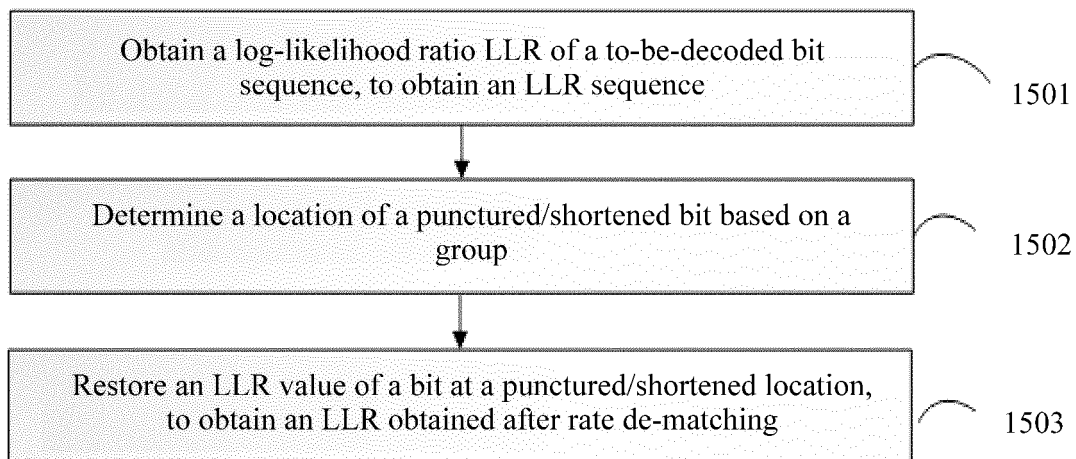 Obtain a log-likelihood ratio LLR of a to-be-decoded bit
sequence, to obtain an LLR sequence
1501
Determine a location of a punctured/shortened bit based on a
group
1502
Restore an LLR value of a bit at a punctured/shortened location,
to obtain an LLR obtained after rate de-matching
1503